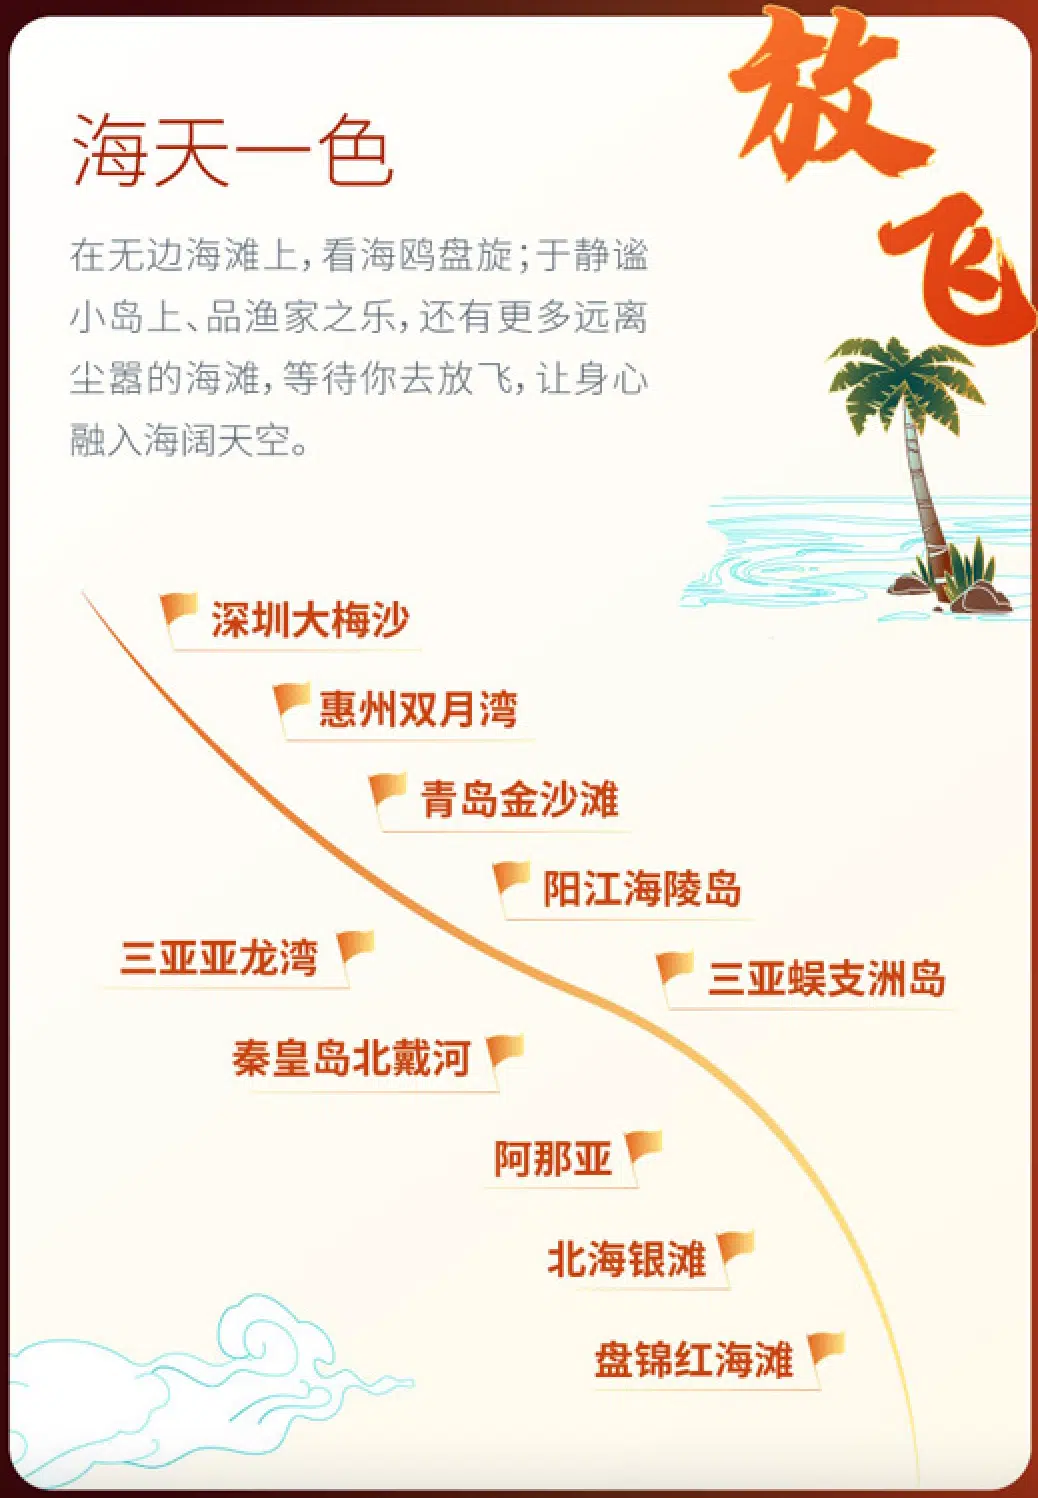 放
飞
海天一色
在无边海滩上，看海鸥盘旋；于静谧
小岛上、品渔家之乐，还有更多远离
尘嚣的海滩，等待你去放飞，让身心
融入海阔天空。
深圳大梅沙
惠州双月湾
青岛金沙滩
阳江海陵岛
三亚亚龙湾
三亚蜈支洲岛
秦皇岛北戴河
阿那亚
北海银滩
盘锦红海滩